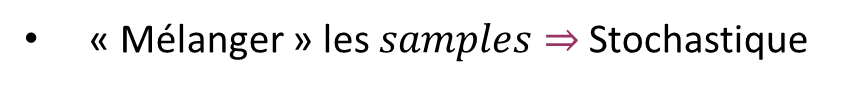 • « Mélanger » les samples ⇒ Stochastique